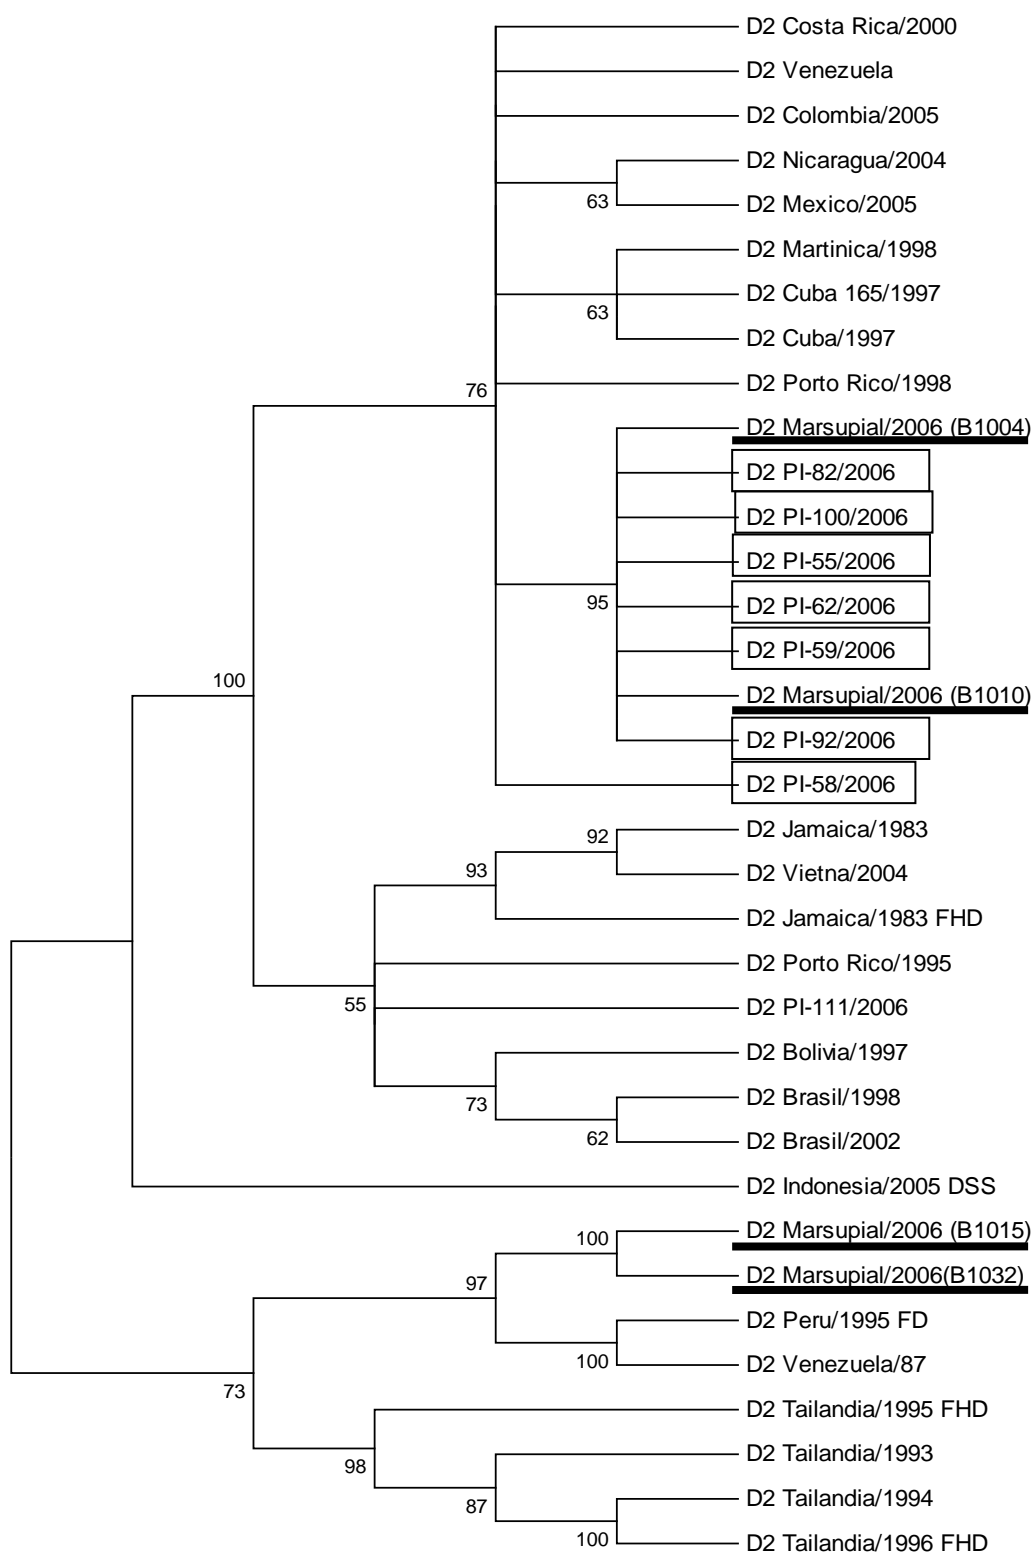 D2 Costa Rica/2000
D2 Venezuela
D2 Colombia/2005
D2 Nicaragua/2004
63
D2 Mexico/2005
D2 Martinica/1998
D2 Cuba 165/1997
63
D2 Cuba/1997
76
D2 Porto Rico/1998
D2 Marsupial/2006 (B1004)
D2 PI-82/2006
D2 PI-100/2006
D2 PI-55/2006
95
D2 PI-62/2006
D2 PI-59/2006
100
D2 Marsupial/2006 (B1010)
D2 PI-92/2006
D2 PI-58/2006
92
D2 Jamaica/1983
93
D2 Vietna/2004
D2 Jamaica/1983 FHD
D2 Porto Rico/1995
55
D2 PI-111/2006
D2 Bolivia/1997
73
D2 Brasil/1998
62
D2 Brasil/2002
D2 Indonesia/2005 DSS
100
D2 Marsupial/2006 (B1015)
97
D2 Marsupial/2006(B1032)
D2 Peru/1995 FD
100
D2 Venezuela/87
73
D2 Tailandia/1995 FHD
98
D2 Tailandia/1993
87
D2 Tailandia/1994
100
D2 Tailandia/1996 FHD